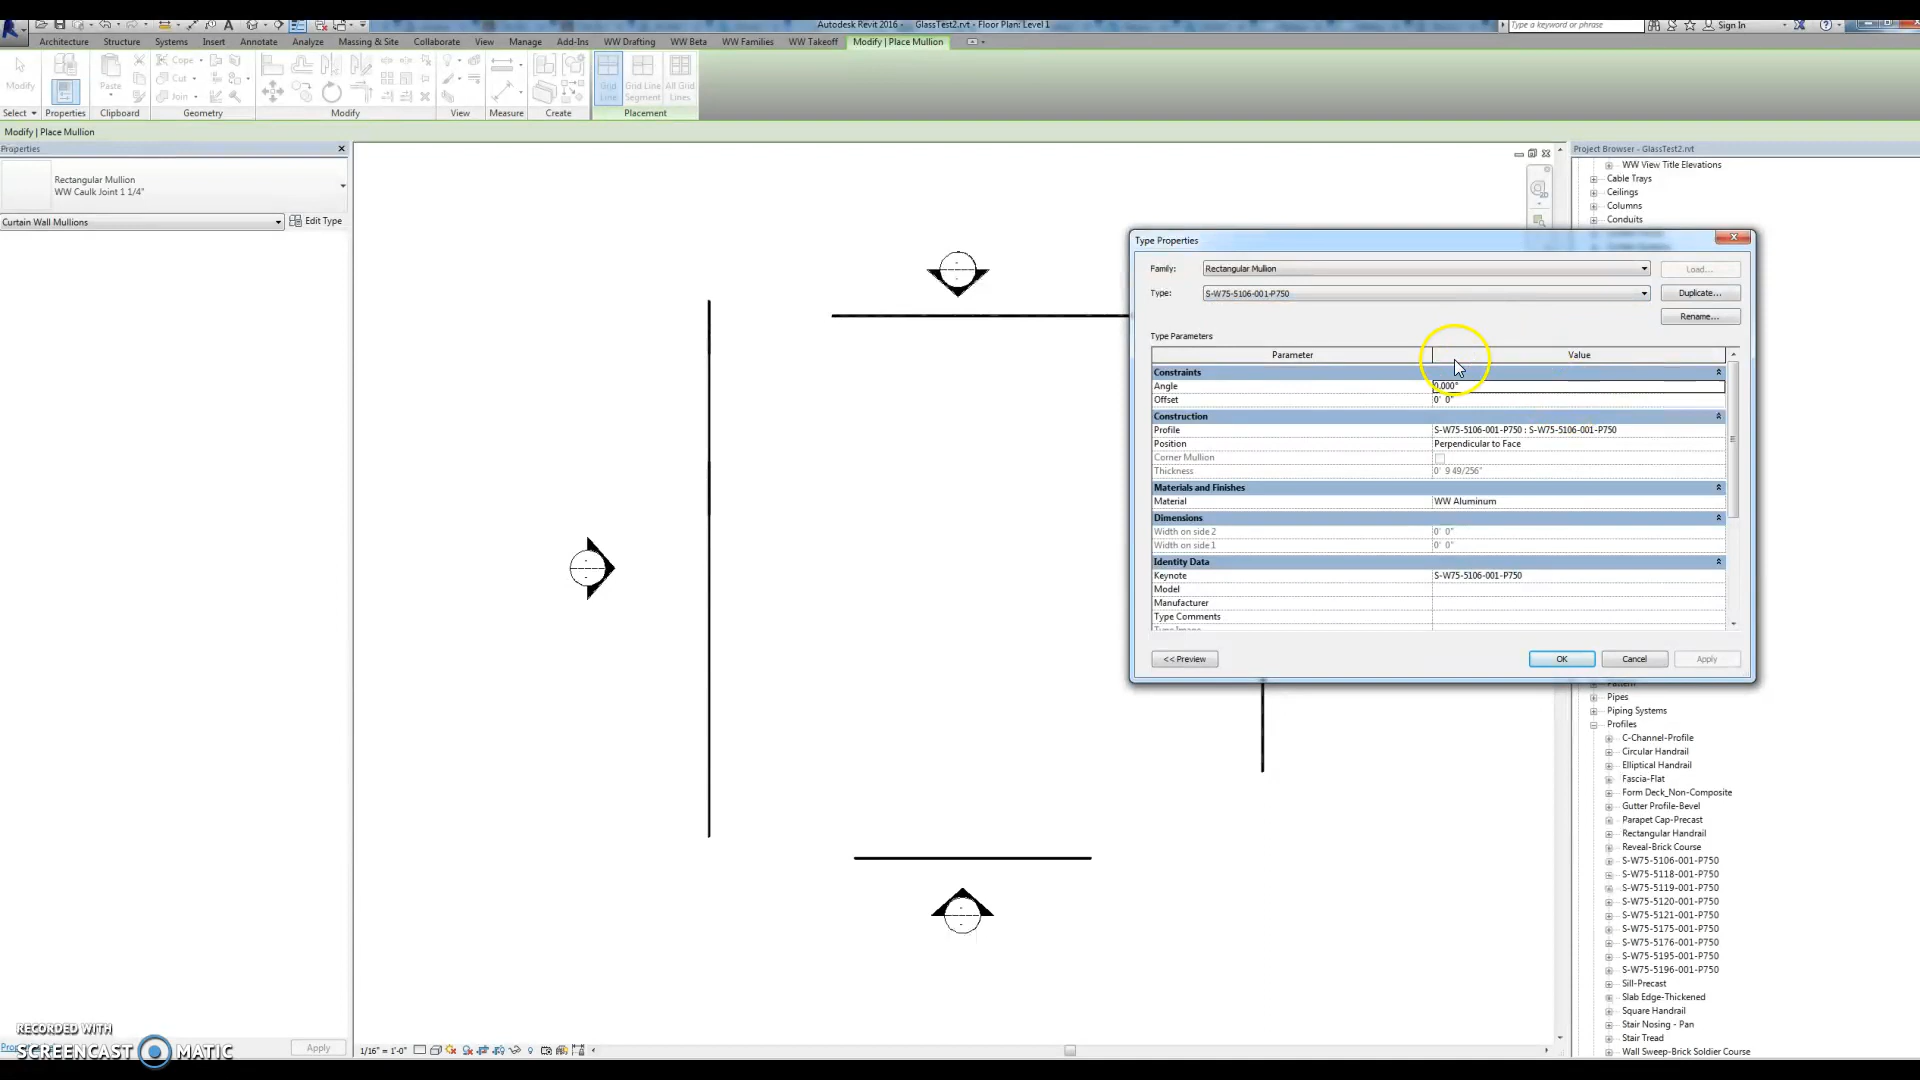 Autodesk Revit 2016 - GlassTest2.rvt - Floor Plan: Level 1
Type a keyword or phrase
Sign In
Architecture Structure Systems Insert Annotate Analyze Massing & Site Collaborate View Manage Add-Ins WW Drafting WW Beta WW Families WW Takeoff Modify | Place Mullion
Modify
Paste
Cope
Cut
Join
Grid Line
Grid Line Segment
All Grid Lines
Select Properties Clipboard Geometry Modify View Measure Create Placement
Modify | Place Mullion
Properties
Rectangular Mullion
WW Caulk Joint 1 1/4"
Curtain Wall Mullions
Edit Type
Type Properties
Family: Rectangular Mullion Load...
Type: S-W75-5106-001-P750 Duplicate...
Rename...
Type Parameters
Parameter Value
Constraints
Angle 0.000°
Offset 0' 0"
Construction
Profile S-W75-5106-001-P750 : S-W75-5106-001-P750
Position Perpendicular to Face
Corner Mullion
Thickness 0' 9 49/256"
Materials and Finishes
Material WW Aluminum
Dimensions
Width on side 2 0' 0"
Width on side 1 0' 0"
Identity Data
Keynote S-W75-5106-001-P750
Model
Manufacturer
Type Comments
Type Image
<< Preview OK Cancel Apply
Project Browser - GlassTest2.rvt
WW View Title Elevations
Cable Trays
Ceilings
Columns
Conduits
Pipes
Piping Systems
Profiles
C-Channel-Profile
Circular Handrail
Elliptical Handrail
Fascia-Flat
Form Deck_Non-Composite
Gutter Profile-Bevel
Parapet Cap-Precast
Rectangular Handrail
Reveal-Brick Course
S-W75-5106-001-P750
S-W75-5118-001-P750
S-W75-5119-001-P750
S-W75-5120-001-P750
S-W75-5121-001-P750
S-W75-5175-001-P750
S-W75-5176-001-P750
S-W75-5195-001-P750
S-W75-5196-001-P750
Sill-Precast
Slab Edge-Thickened
Square Handrail
Stair Nosing - Pan
Stair Tread
Wall Sweep-Brick Soldier Course
RECORDED WITH
SCREENCAST MATIC
Apply
1/16" = 1'-0"